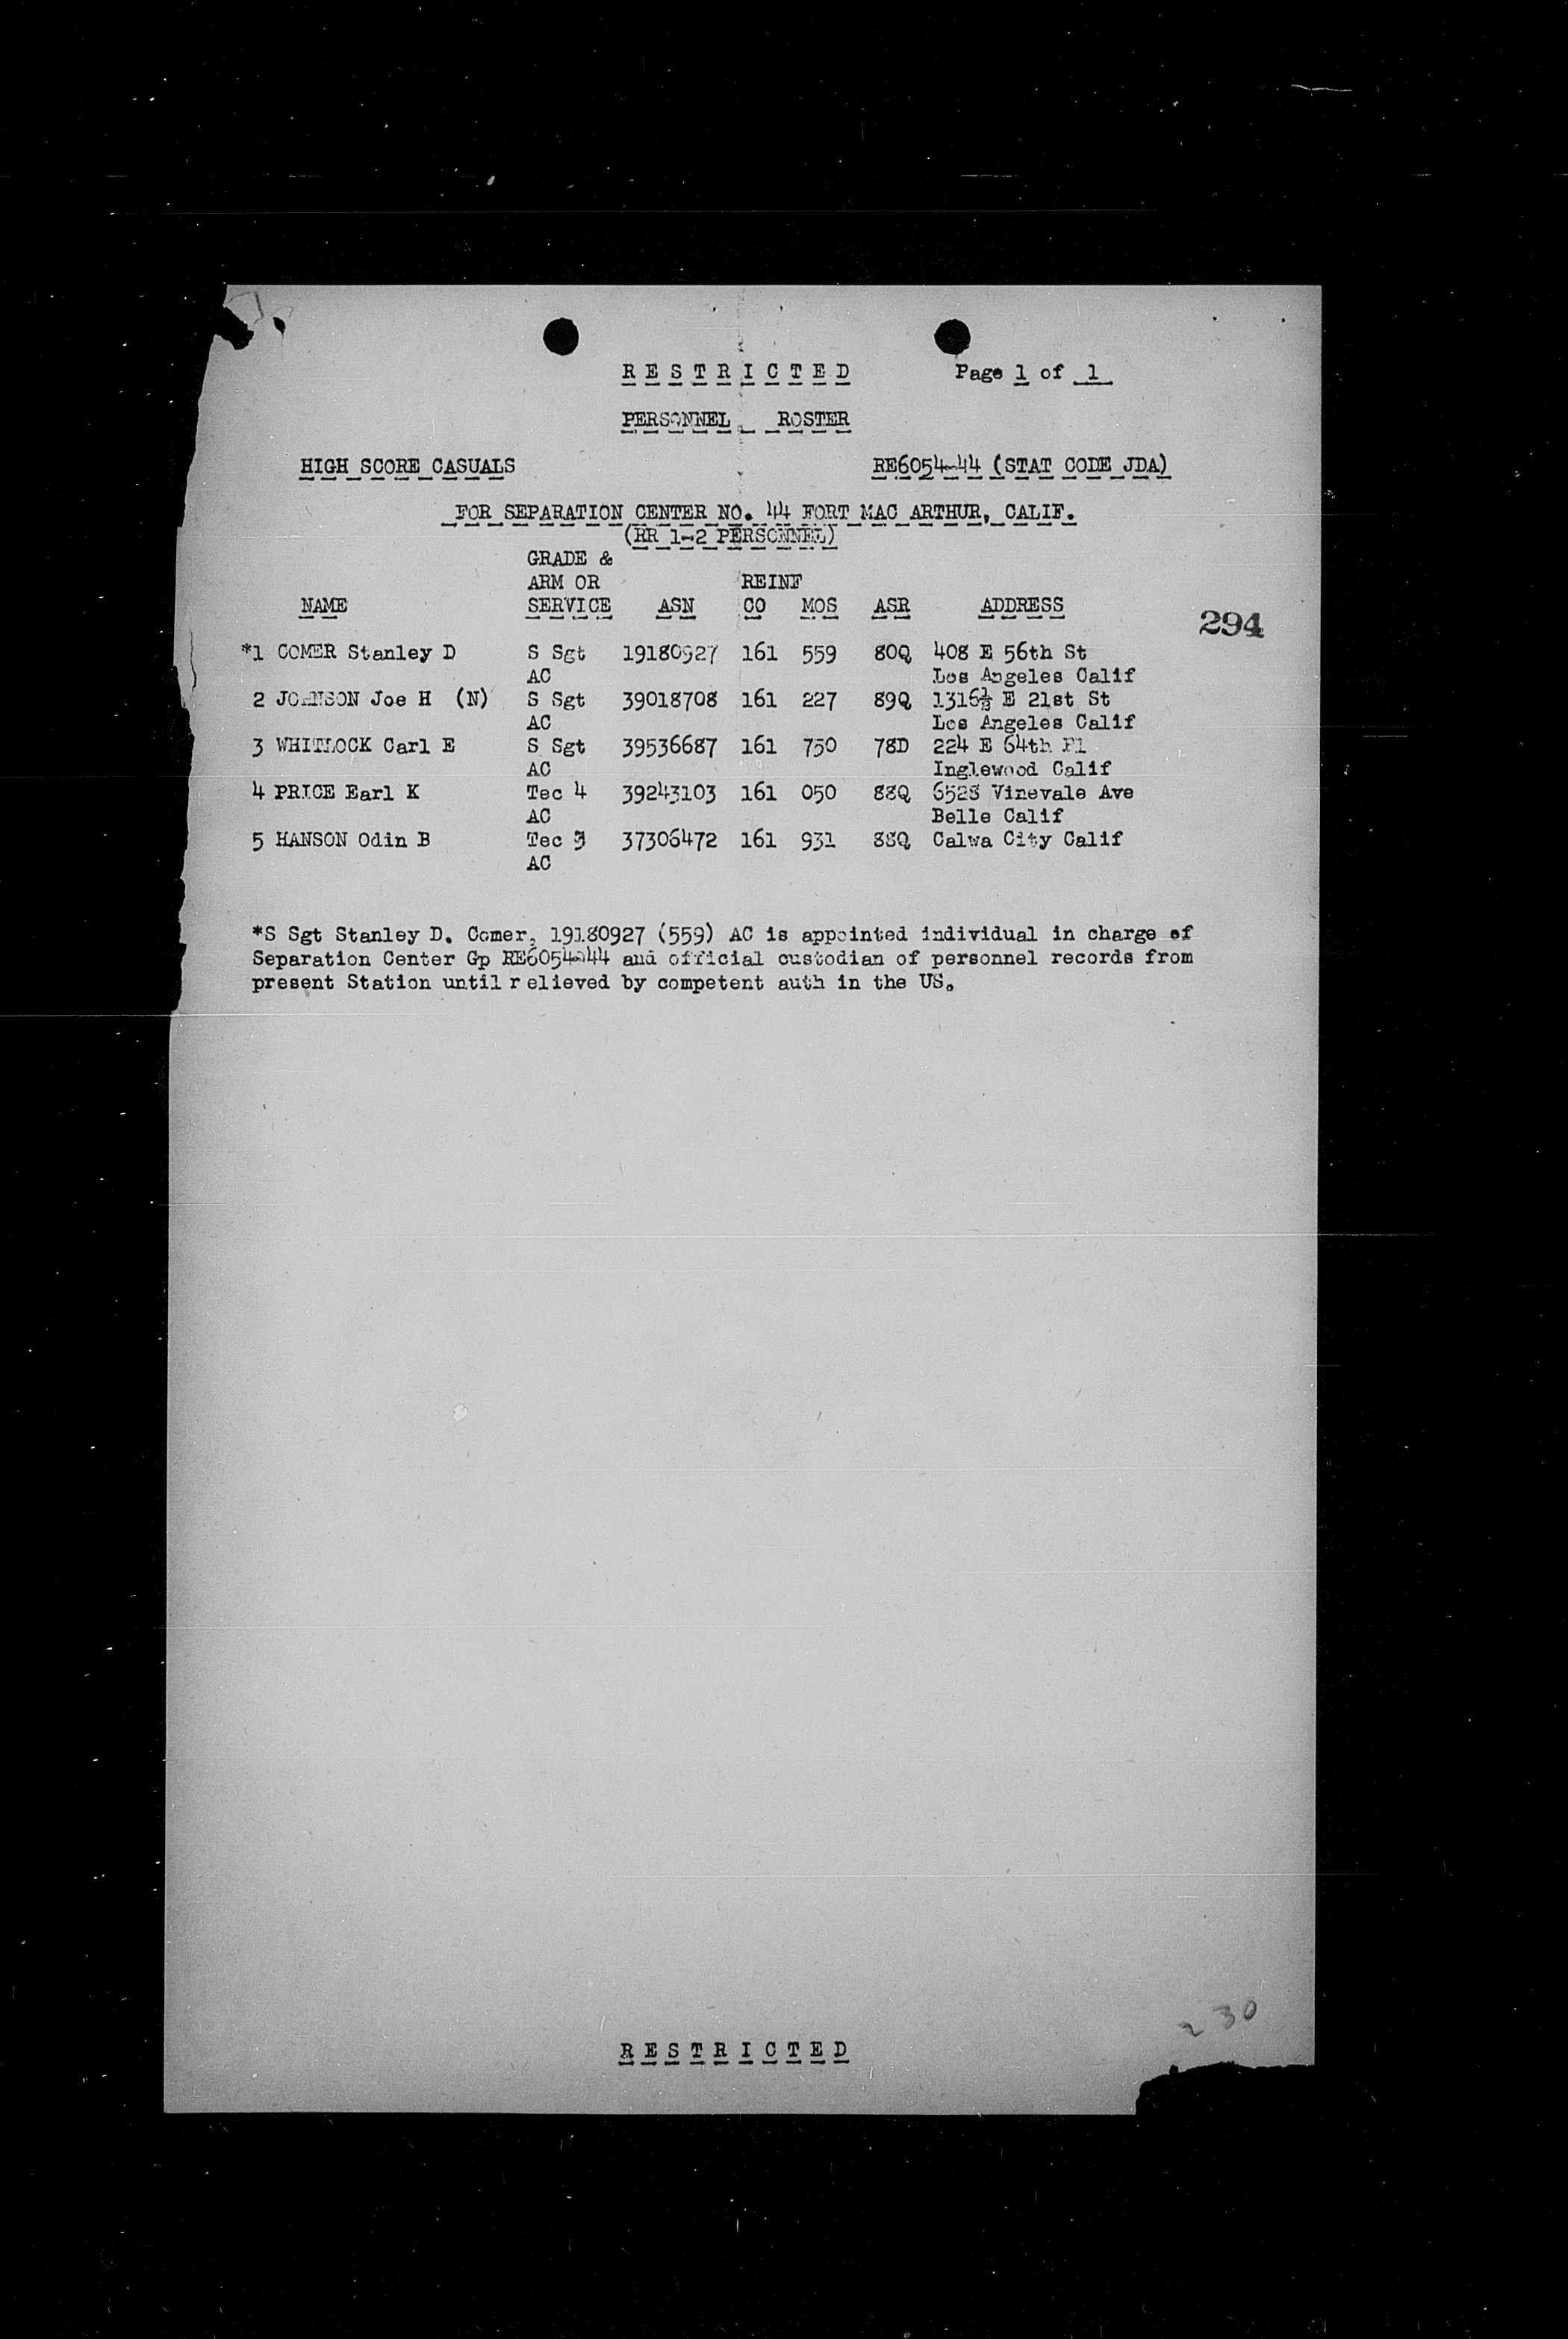 RESTRICTED Page 1 of 1
PERSONNEL ROSTER
HIGH SCORE CASUALS RE6054-44 (STAT CODE JDA)
FOR SEPARATION CENTER NO. 44 FORT MAC ARTHUR, CALIF.
(RR 1-2 PERSONNEL)
GRADE &
ARM OR REINF
NAME SERVICE ASN CO MOS ASR ADDRESS
294
*1 COMER Stanley D S Sgt 19180927 161 559 80Q 408 E 56th St
AC Los Angeles Calif
2 JOHNSON Joe H (N) S Sgt 39018708 161 227 89Q 1316½ E 21st St
AC Los Angeles Calif
3 WHITLOCK Carl E S Sgt 39536687 161 750 78D 224 E 64th Pl
AC Inglewood Calif
4 PRICE Earl K Tec 4 39243103 161 050 88Q 6528 Vinevale Ave
AC Belle Calif
5 HANSON Odin B Tec 37306472 161 931 88Q Calwa City Calif
AC
*S Sgt Stanley D. Comer, 19180927 (559) AC is appointed individual in charge of
Separation Center Gp RE6054-44 and official custodian of personnel records from
present Station until r elieved by competent auth in the US.
230
RESTRICTED